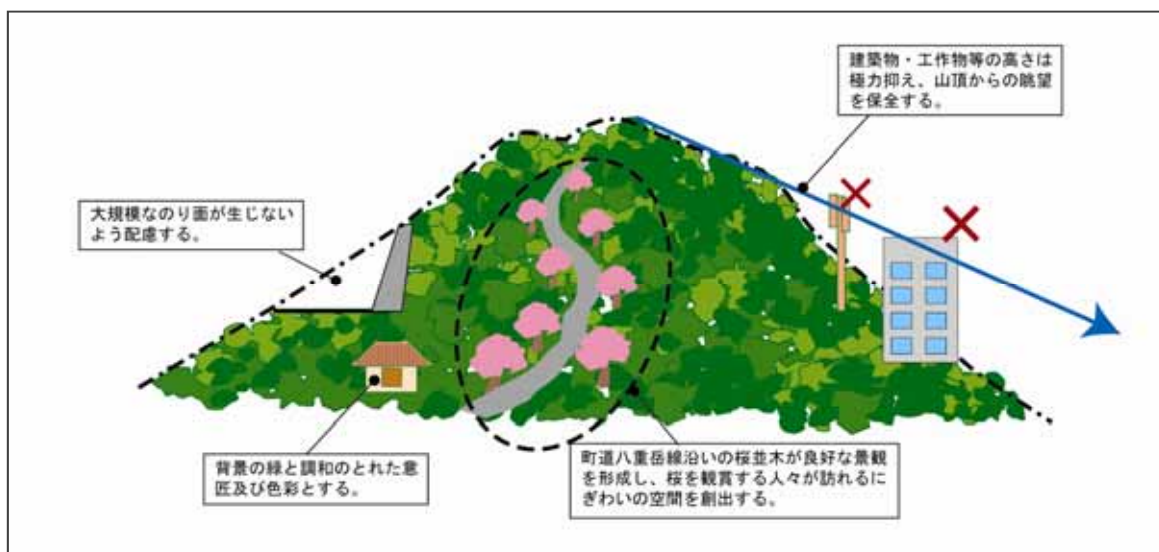 建築物・工作物等の高さは
極力抑え、山頂からの眺望
を保全する。
大規模なのり面が生じない
よう配慮する。
背景の緑と調和のとれた意
匠及び色彩とする。
町道八重岳線沿いの桜並木が良好な景観
を形成し、桜を観賞する人々が訪れるに
ぎわいの空間を創出する。